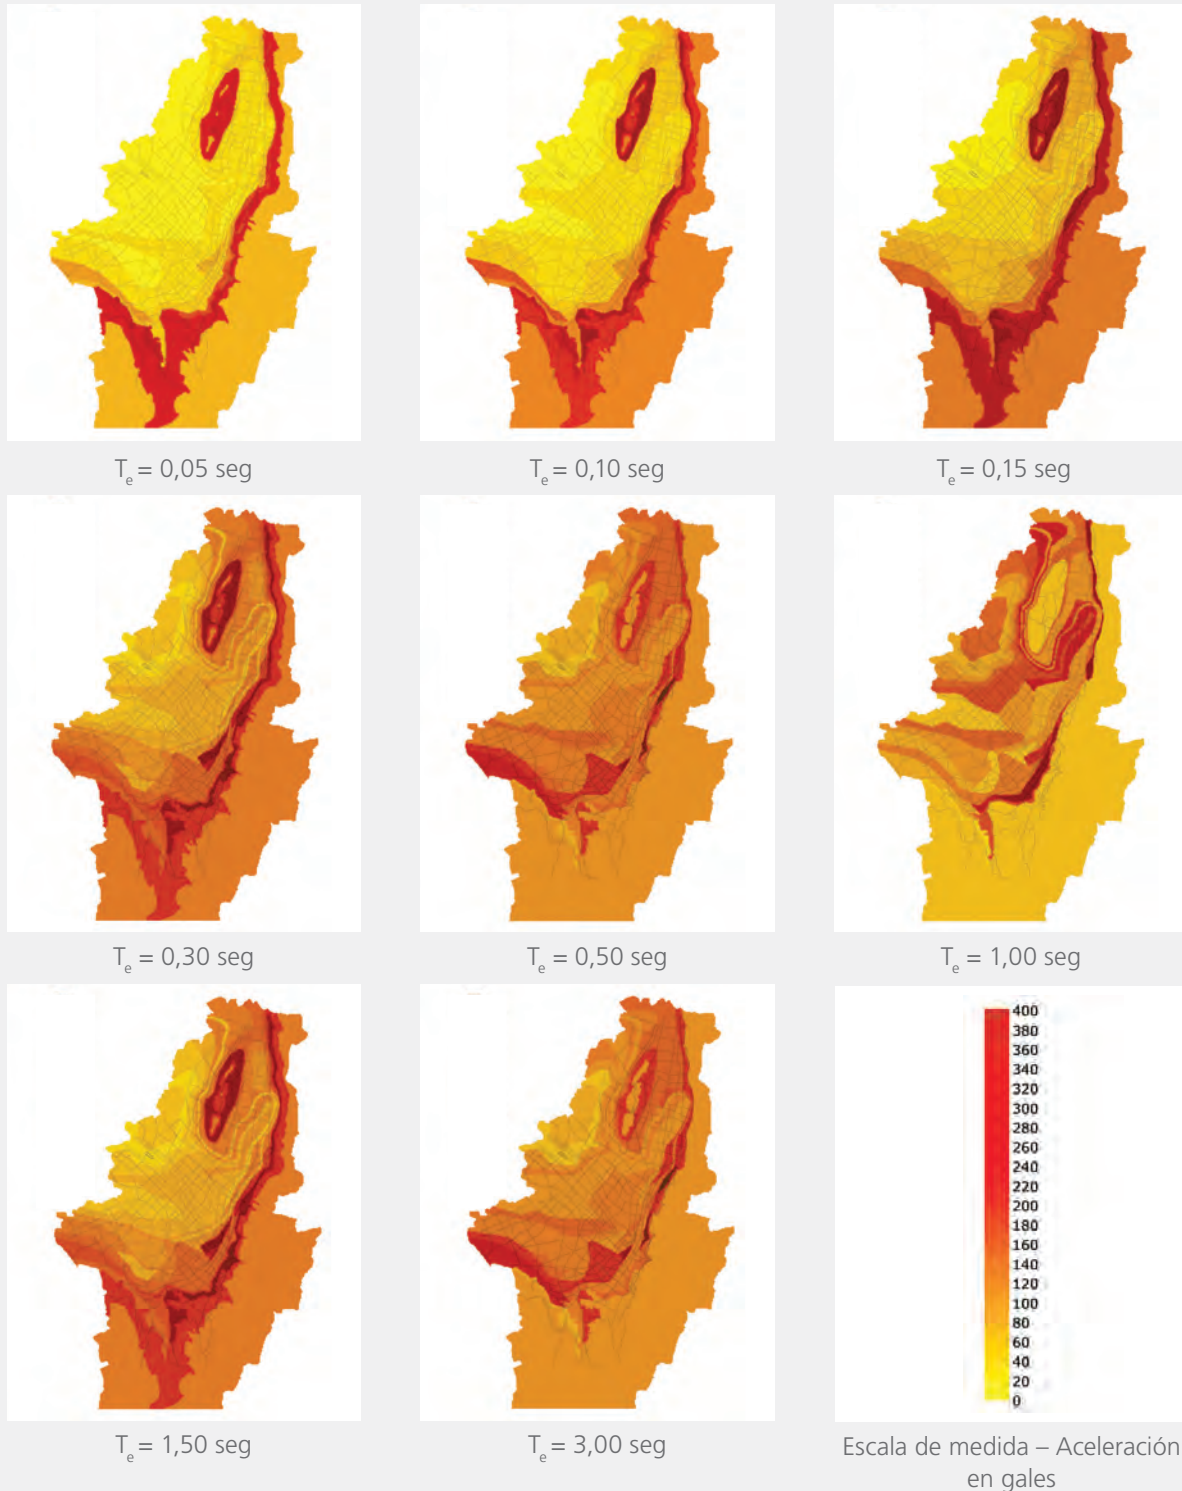 Te = 0,05 seg
Te = 0,10 seg
Te = 0,15 seg
Te = 0,30 seg
Te = 0,50 seg
Te = 1,00 seg
400
380
360
340
320
300
280
260
240
220
200
180
160
140
120
100
80
60
40
20
0
Te = 1,50 seg
Te = 3,00 seg
Escala de medida – Aceleración
en gales